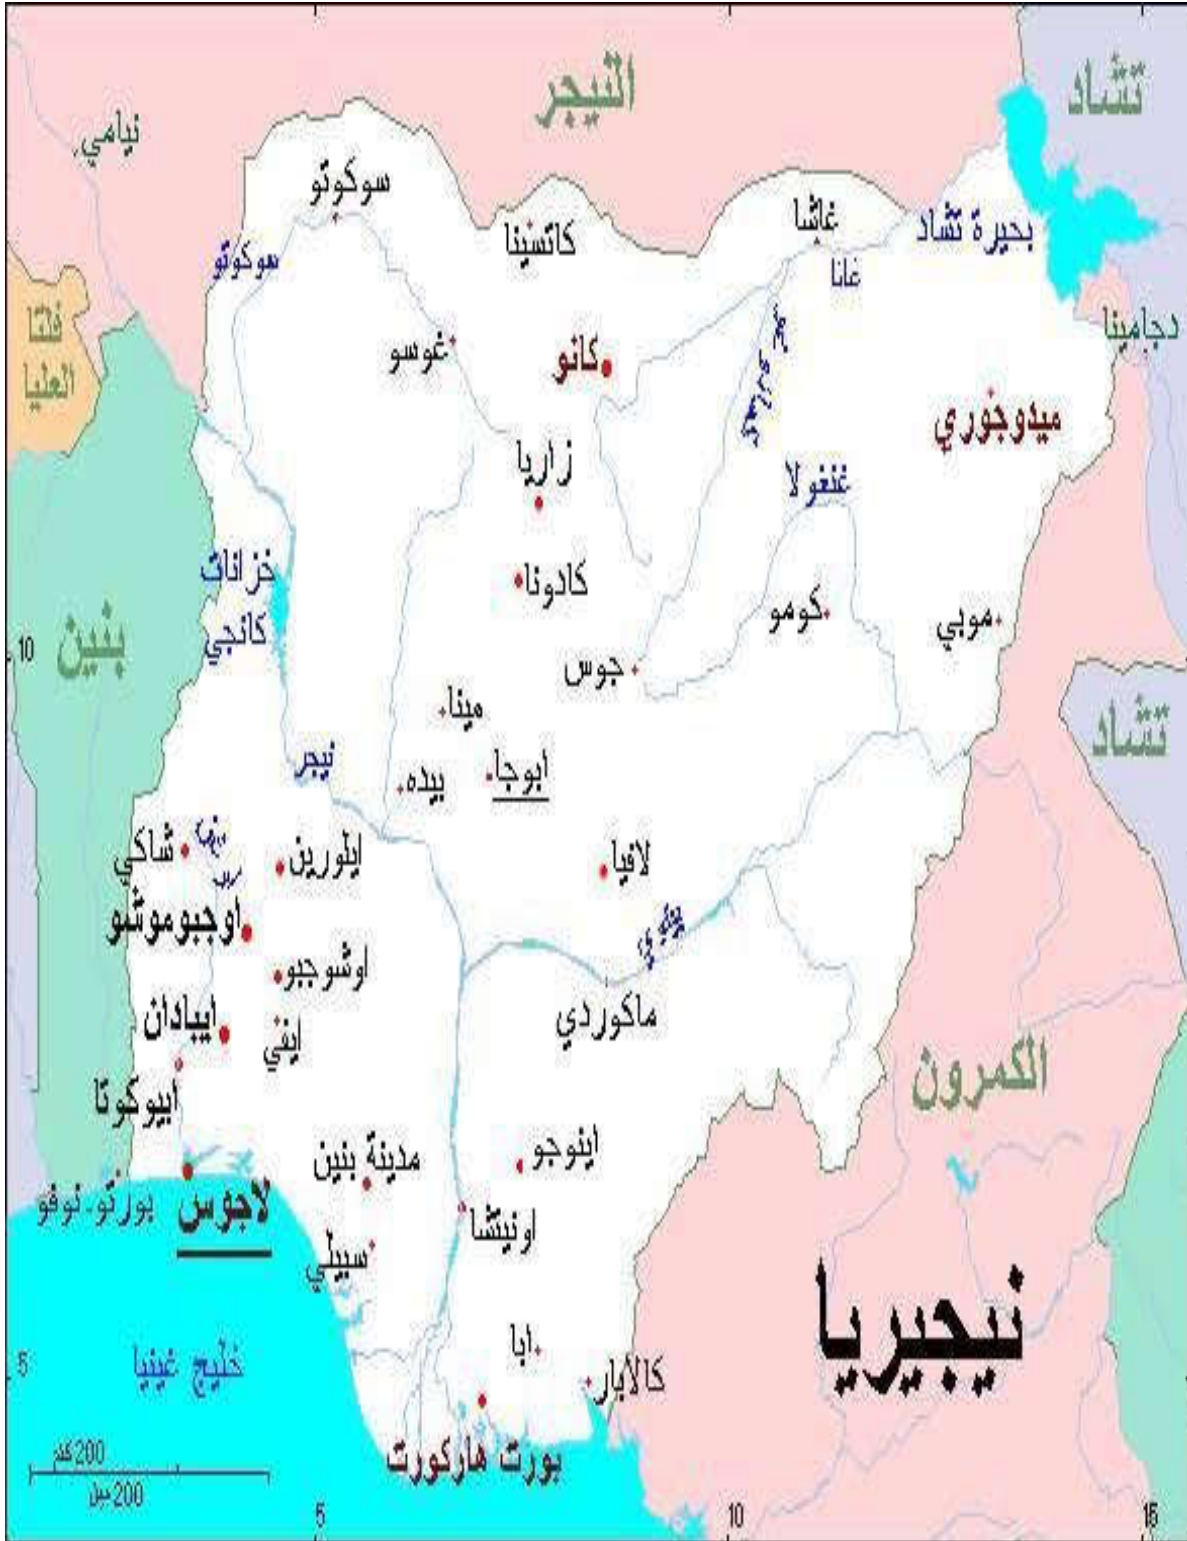 النيجر
تشاد
نيامي
سوكوتو
كاتسينا
غاشا
بحيرة تشاد
سوكوتو
غانا
فلتا
العليا
دجامينا
غوسو
كانو
ميدوجوري
زاريا
غنغولا
خزانات
كانجي
كادونا
كومو
موبي
بنين
10
جوس
مينا
تشاد
نيجر
بيده
ابوجا
شاكي
ايلورين
لافيا
اوجبوموشو
اوشوجبو
ماكوردي
ايبادان
ايفي
الكمرون
ابيوكوتا
اينوجو
مدينة بنين
بورتو-نوفو
لاجوس
اونيتشا
سبيلي
نيجيريا
ابا
كالابار
5
خليج غينيا
بورت هاركورت
200
200 ميل
5
10
15